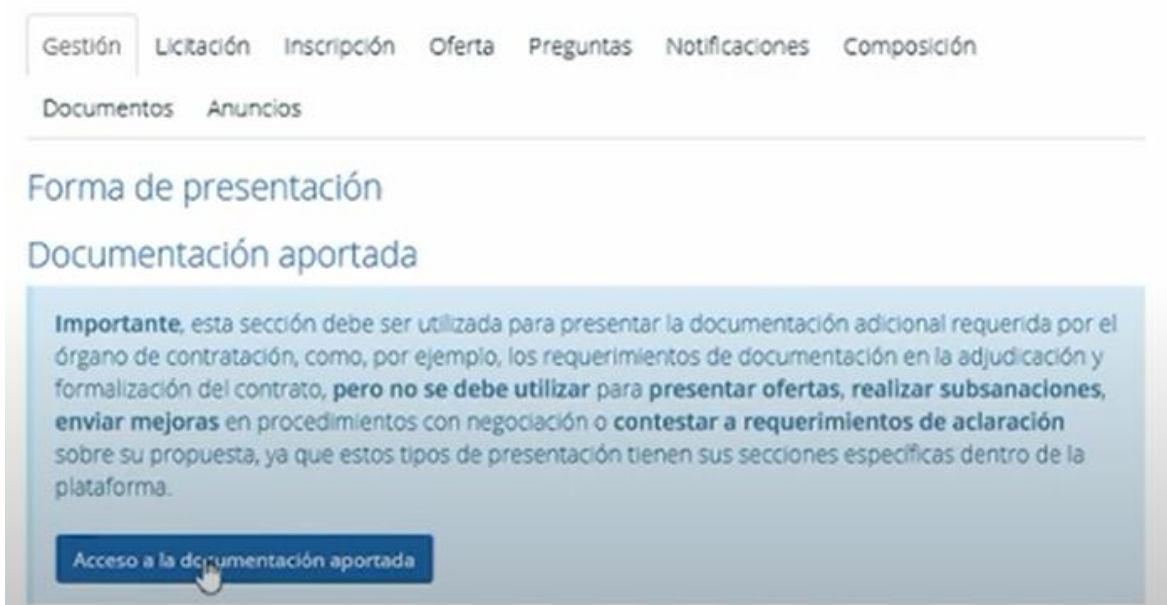 Gestión Licitación Inscripción Oferta Preguntas Notificaciones Composición
Documentos Anuncios
Forma de presentación
Documentación aportada
Importante, esta sección debe ser utilizada para presentar la documentación adicional requerida por el
órgano de contratación, como, por ejemplo, los requerimientos de documentación en la adjudicación y
formalización del contrato, pero no se debe utilizar para presentar ofertas, realizar subsanaciones,
enviar mejoras en procedimientos con negociación o contestar a requerimientos de aclaración
sobre su propuesta, ya que estos tipos de presentación tienen sus secciones específicas dentro de la
plataforma.
Acceso a la documentación aportada